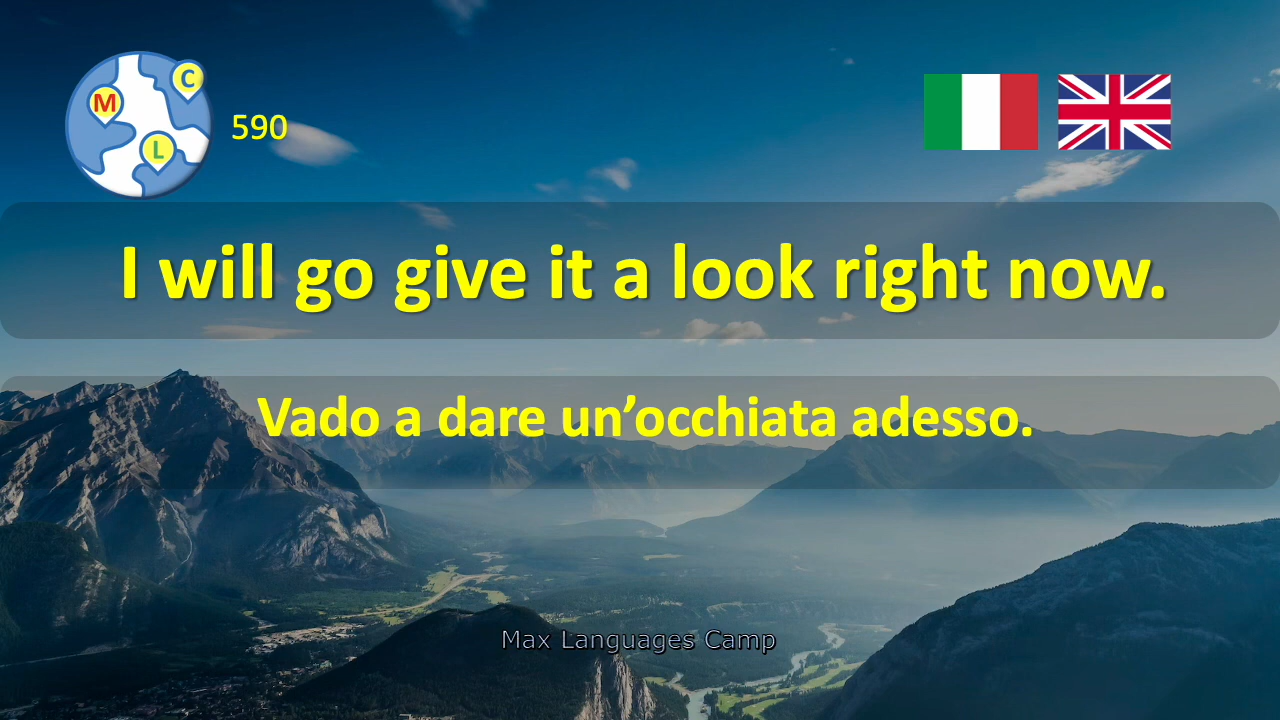 M
C
L
590
I will go give it a look right now.
Vado a dare un’occhiata adesso.
Max Languages Camp